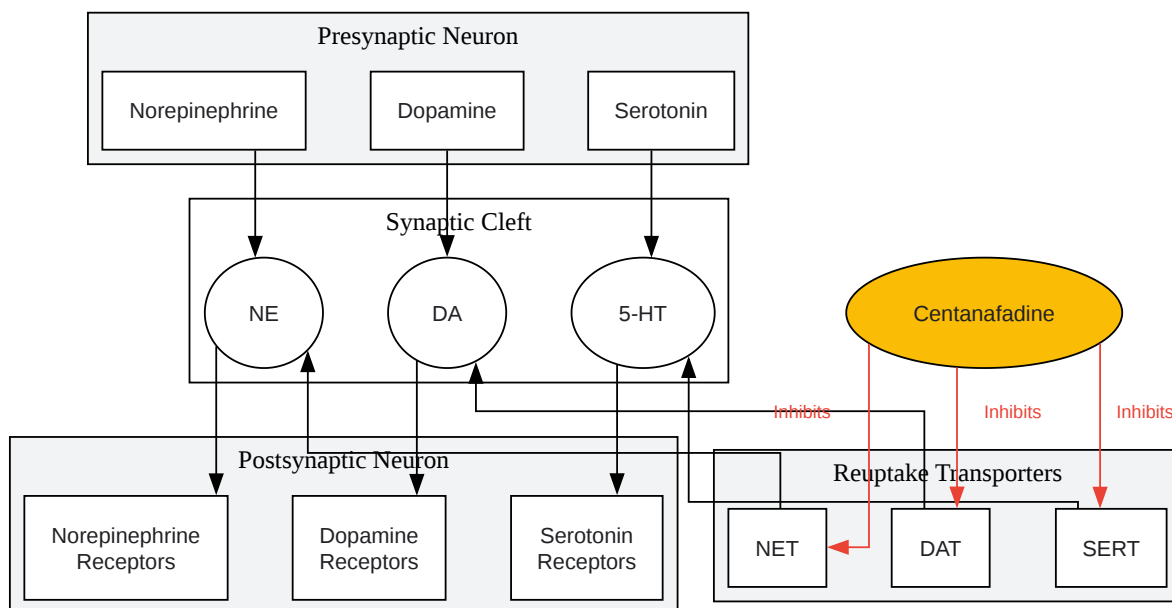 Presynaptic Neuron
Norepinephrine
Dopamine
Serotonin
Synaptic Cleft
NE
DA
5-HT
Centanafadine
Inhibits
Inhibits
Inhibits
Postsynaptic Neuron
Reuptake Transporters
Norepinephrine
Receptors
Dopamine
Receptors
Serotonin
Receptors
NET
DAT
SERT